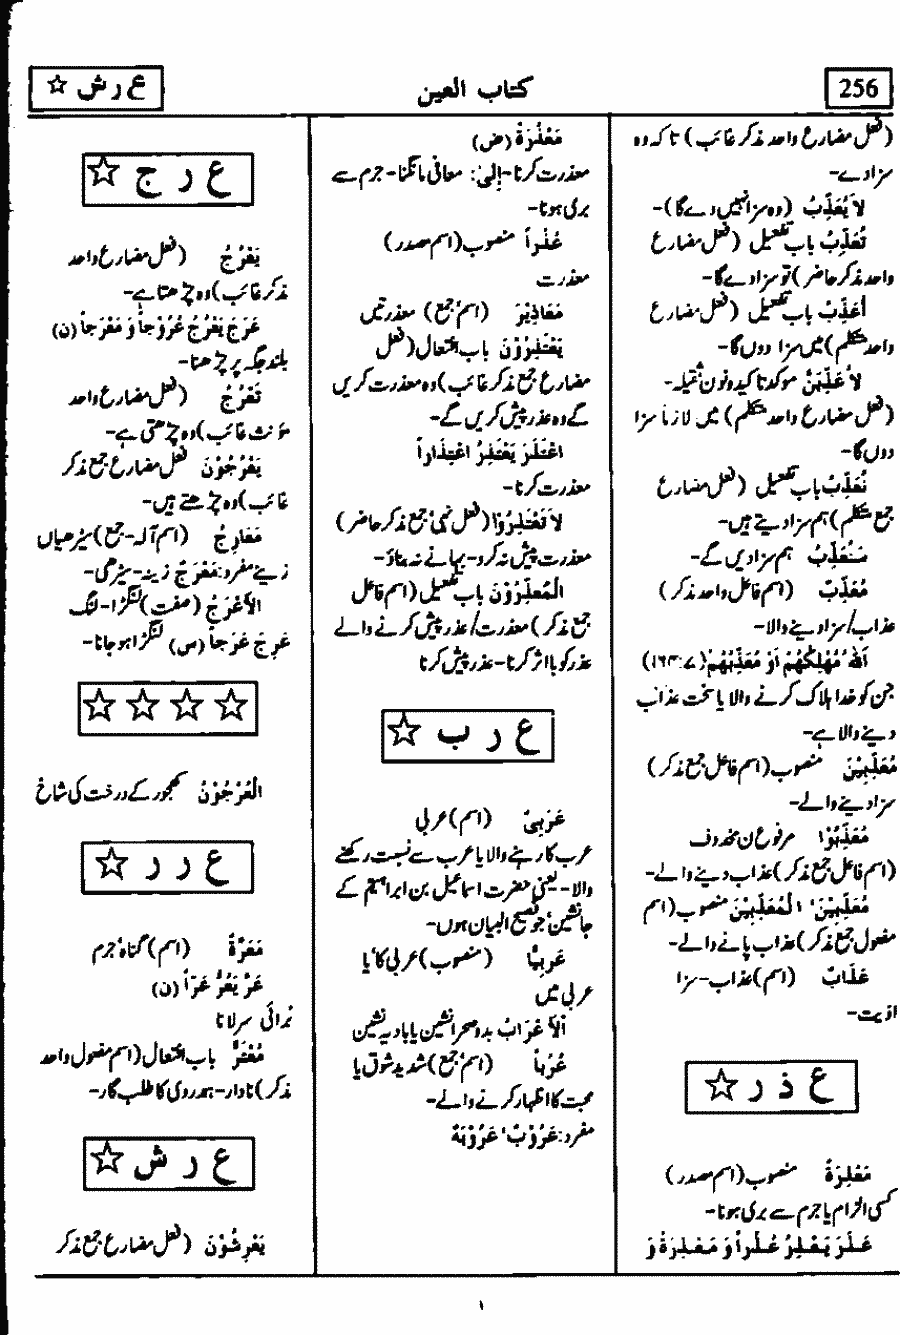 256
کتاب العین
ع ر ش ☆
(فعل مضارع واحد مذکر غائب) تا کہ وہ
سزا دے-
لاَ یُعَذِّبُ (وہ سزا نہیں دے گا)-
تُعَذِّبُ باب تفعیل (فعل مضارع
واحد مذکر حاضر) تو سزا دے گا-
اُعَذِّبُ باب تفعیل (فعل مضارع
واحد متکلم) میں سزا دوں گا-
لاُ عَذِّبَنَّ موکد تاکید و نون ثقیلہ-
(فعل مضارع واحد متکلم) میں لازماً سزا
دوں گا-
نُعَذِّبُ باب تفعیل (فعل مضارع
جمع متکلم) ہم سزا دیتے ہیں-
سَنُعَذِّبُ ہم سزا دیں گے-
مُعَذِّبٌ (اسم فاعل واحد مذکر)
عذاب/سزا دینے والا-
اَللّٰہُ مُهْلِكُهُمْ اَوْ مُعَذِّبُهُمْ (۷:۱۶۴)
جن کو خدا ہلاک کرنے والا یا سخت عذاب
دینے والا ہے-
مُعَذِّبِیْنَ منصوب (اسم فاعل جمع مذکر)
سزا دینے والے-
مُعَذِّبُوْا مرفوع ن محذوف
(اسم فاعل جمع مذکر) عذاب دینے والے-
مُعَذَّبِیْنَ ' الْمُعَذَّبِیْنَ منصوب (اسم
مفعول جمع مذکر) عذاب پانے والے-
عَذَابٌ (اسم) عذاب-سزا
اذیت-
ع ذ ر ☆
مَعْذِرَةً منصوب (اسم مصدر)
کسی الزام یا جرم سے بری ہونا-
عَذَرَ یَعْذِرُ عُذْراً وَ مَعْذِرَةً وَ
مَعْذُرَةً (ض)
معذرت کرنا-إلیٰ: معافی مانگنا-جرم سے
بری ہونا-
عُذْراً منصوب (اسم مصدر)
معذرت
مَعَاذِیْرَ (اسم' جمع) معذرتیں
یَعْتَذِرُوْنَ باب افتعال (فعل
مضارع جمع مذکر غائب) وہ معذرت کریں
گے وہ عذر پیش کریں گے-
اعْتَذَرَ یَعْتَذِرُ اعْتِذَاراً
معذرت کرنا-
لاَ تَعْتَذِرُوْا (فعل نہی' جمع مذکر حاضر)
معذرت پیش نہ کرو-بہانے نہ بناؤ-
الْمُعَذِّرُوْنَ باب تفعیل (اسم فاعل
جمع مذکر) معذرت/عذر پیش کرنے والے
عذر کو با اثر کرنا-عذر پیش کرنا
ع ر ب ☆
عَرَبِیٌّ (اسم) عربی
عرب کا رہنے والا یا عرب سے نسبت رکھنے
والا--یعنی حضرت اسماعیل بن ابراہیم کے
جانشین' جو فصیح البیان ہوں-
عَرَبِیًّا (منصوب) عربی کا' یا
عربی میں
اَلاَ عْرَابُ بدو صحرا نشین یا بادیہ نشین
عُرُباً (اسم' جمع) شدید شوق یا
محبت کا اظہار کرنے والے-
مفرد: عَرُوْبٌ ' عَرُوْبَةٌ
ع ر ج ☆
یَعْرُجُ (فعل مضارع واحد
مذکر غائب) وہ چڑھتا ہے-
عَرَجَ یَعْرُجُ عُرُوْجاً وَ مَعْرَجاً (ن)
بلند جگہ پر چڑھنا-
تَعْرُجُ (فعل مضارع واحد
مؤنث غائب) وہ چڑھتی ہے-
یَعْرُجُوْنَ فعل مضارع جمع مذکر
غائب) وہ چڑھتے ہیں-
مَعَارِجُ (اسم آلہ-جمع) سیڑھیاں
زینے مفرد: مَعْرَجٌ زینہ-سیڑھی-
الاَعْرَجُ (صفت) لنگڑا-لنگ
عَرِجَ عَرَجاً (س) لنگڑا ہو جانا-
☆ ☆ ☆ ☆
الْعُرْجُوْنُ کھجور کے درخت کی شاخ
ع ر ر ☆
مَعَرَّةٌ (اسم) گناہ' جرم
عَرَّ یَعُرُّ عَرّاً (ن)
بُرائی سر لانا
مُعْتَرٌّ باب افتعال (اسم مفعول واحد
مذکر) نادار-ہمدردی کا طلب گار-
ع ر ش ☆
یَعْرِشُوْنَ (فعل مضارع جمع مذکر
۱